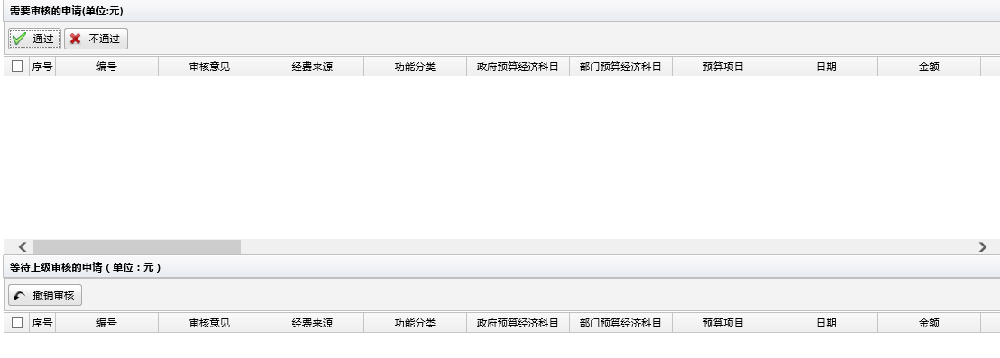 需要审核的申请(单位:元)
通过 不通过
序号 编号 审核意见 经费来源 功能分类 政府预算经济科目 部门预算经济科目 预算项目 日期 金额
等待上级审核的申请（单位：元）
撤销审核
序号 编号 审核意见 经费来源 功能分类 政府预算经济科目 部门预算经济科目 预算项目 日期 金额